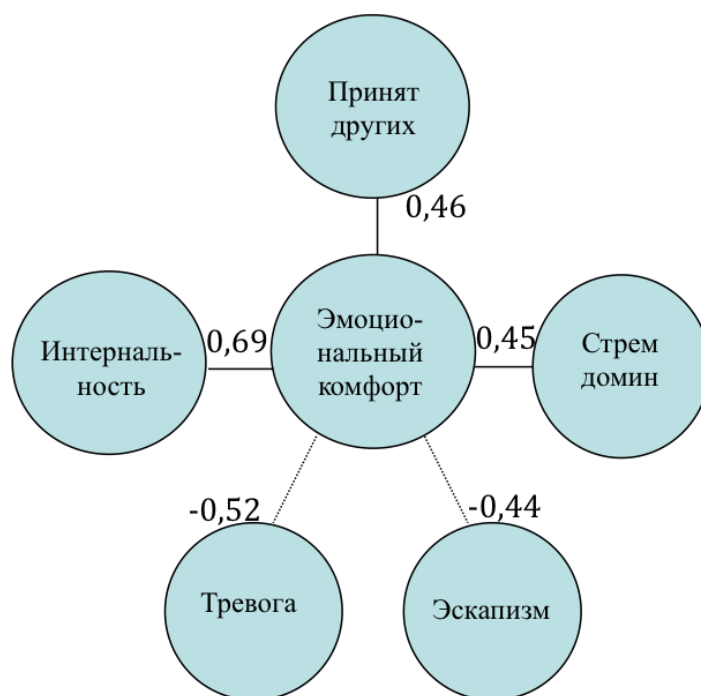 Принят
других
0,46
Эмоцио-
нальный
комфорт
0,69
Интерналь-
ность
0,45
Стрем
домин
-0,52
Тревога
-0,44
Эскапизм